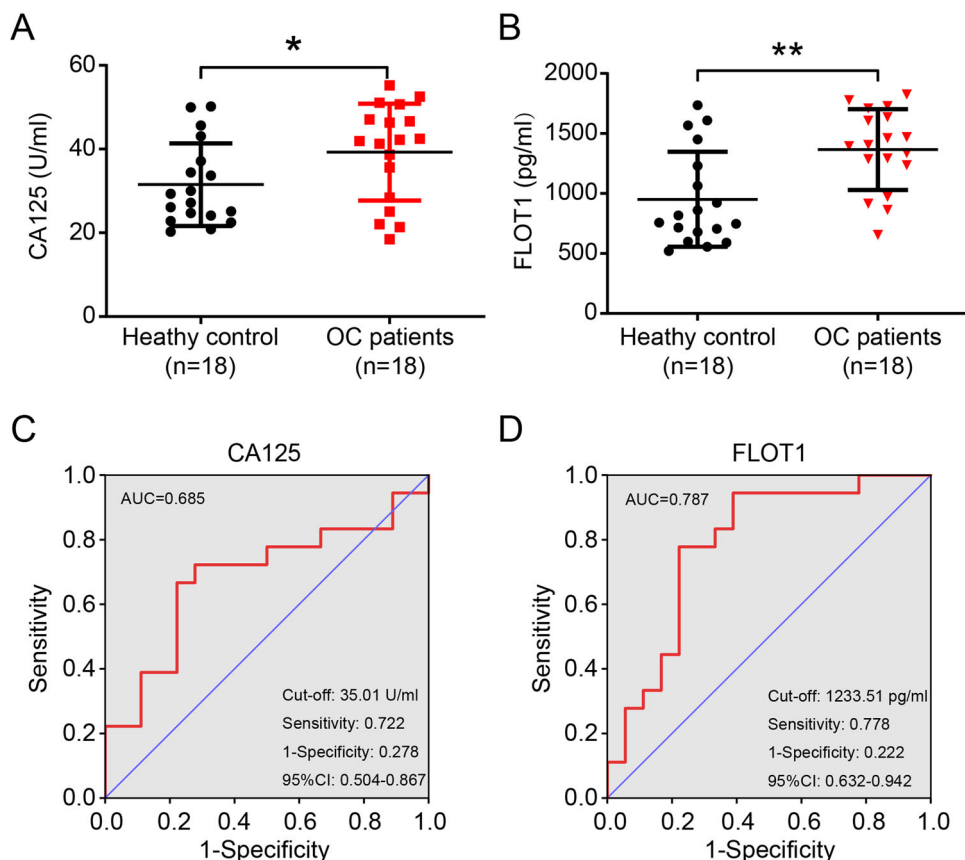 A
*
60
40
20
0
CA125 (U/ml)
Heathy control
(n=18)
OC patients
(n=18)
B
**
2000
1500
1000
500
0
FLOT1 (pg/ml)
Heathy control
(n=18)
OC patients
(n=18)
C
CA125
1.0
0.8
0.6
0.4
0.2
0.0
Sensitivity
AUC=0.685
Cut-off: 35.01 U/ml
Sensitivity: 0.722
1-Specificity: 0.278
95%CI: 0.504-0.867
0.0 0.2 0.4 0.6 0.8 1.0
1-Specificity
D
FLOT1
1.0
0.8
0.6
0.4
0.2
0.0
Sensitivity
AUC=0.787
Cut-off: 1233.51 pg/ml
Sensitivity: 0.778
1-Specificity: 0.222
95%CI: 0.632-0.942
0.0 0.2 0.4 0.6 0.8 1.0
1-Specificity